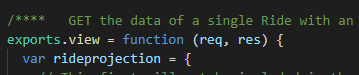 /****   GET the data of a single Ride with an
exports.view = function (req, res) {
var rideprojection = {